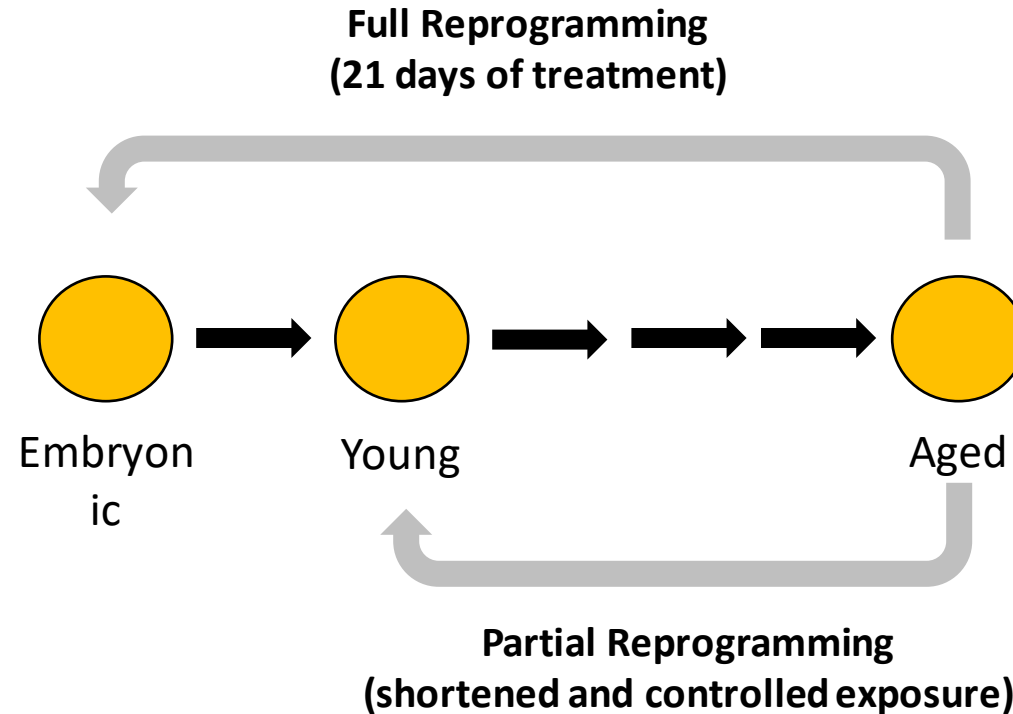 Full Reprogramming
(21 days of treatment)
Embryon
ic
Young
Aged
Partial Reprogramming
(shortened and controlled exposure)